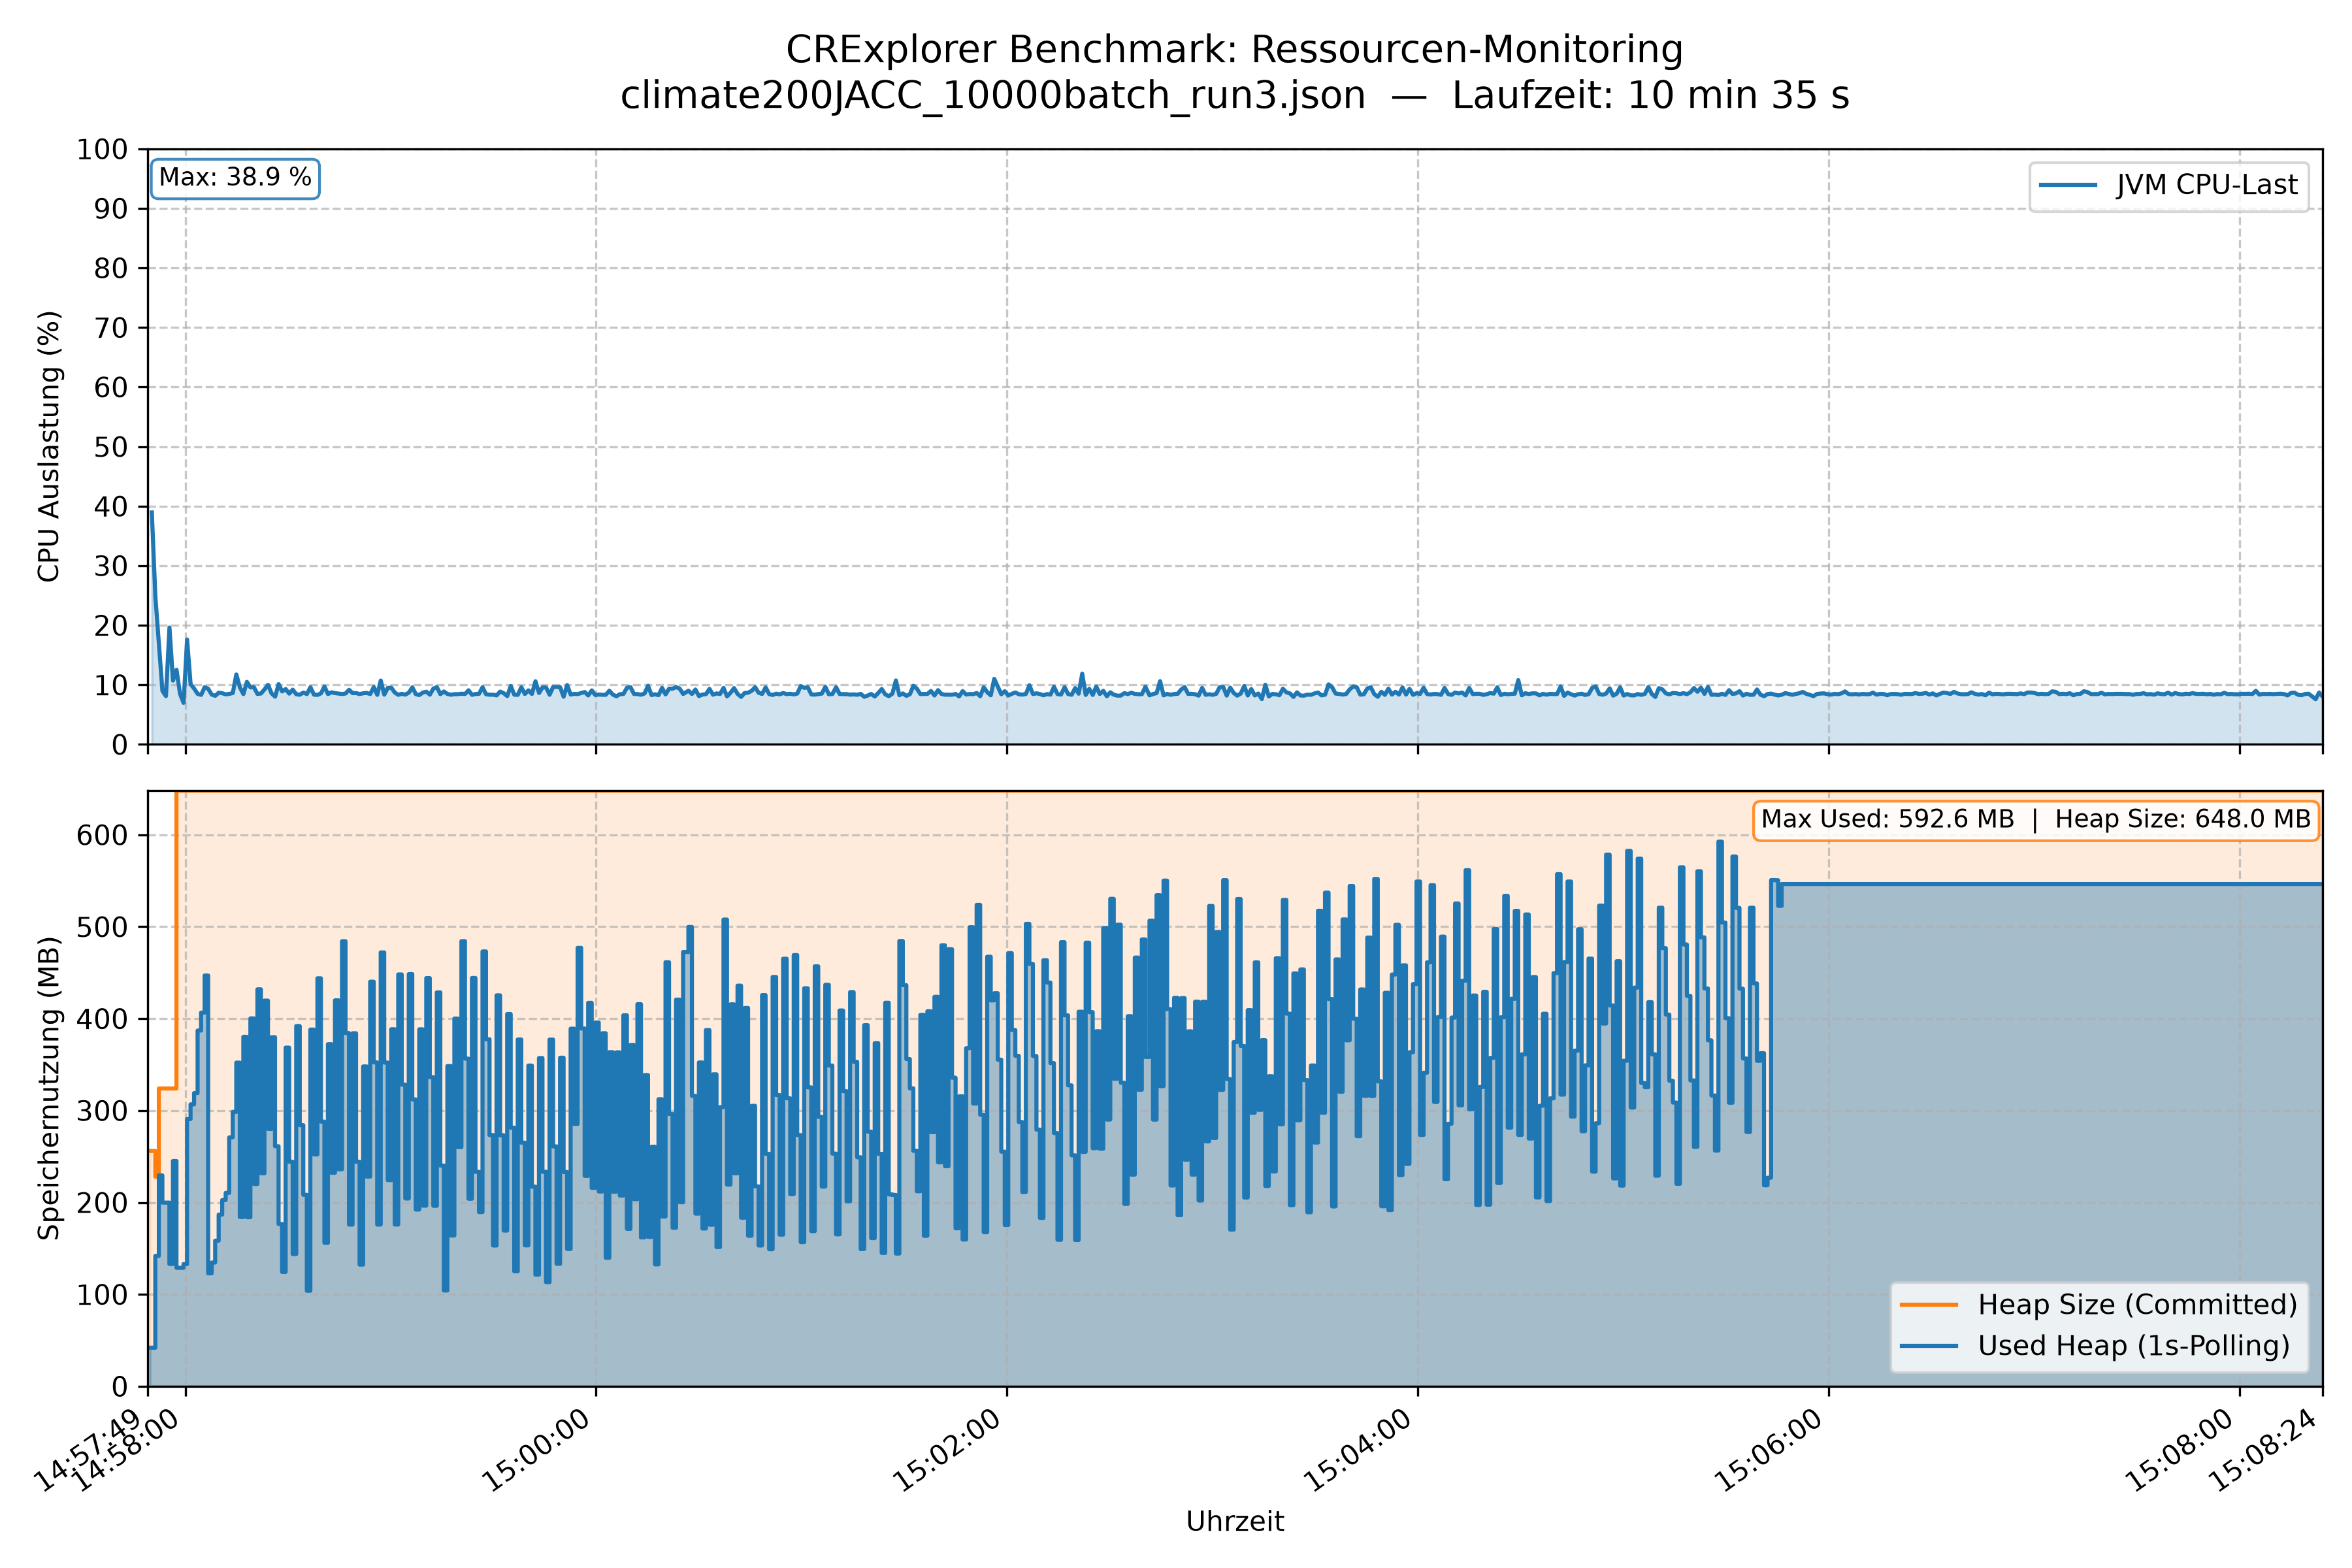 CRExplorer Benchmark: Ressourcen-Monitoring
climate200JACC_10000batch_run3.json — Laufzeit: 10 min 35 s
Max: 38.9 %
JVM CPU-Last
CPU Auslastung (%)
100
90
80
70
60
50
40
30
20
10
0
Max Used: 592.6 MB | Heap Size: 648.0 MB
Speichernutzung (MB)
600
500
400
300
200
100
0
Heap Size (Committed)
Used Heap (1s-Polling)
14:57:49
14:58:00
15:00:00
15:02:00
15:04:00
15:06:00
15:08:00
15:08:24
Uhrzeit